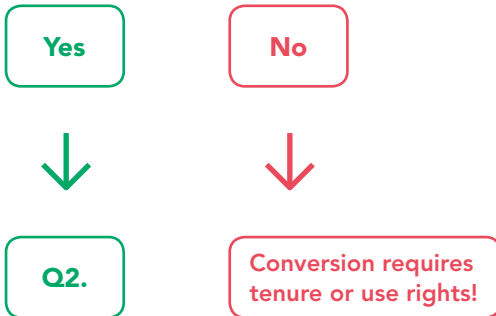 Yes
No
Q2.
Conversion requires
tenure or use rights!